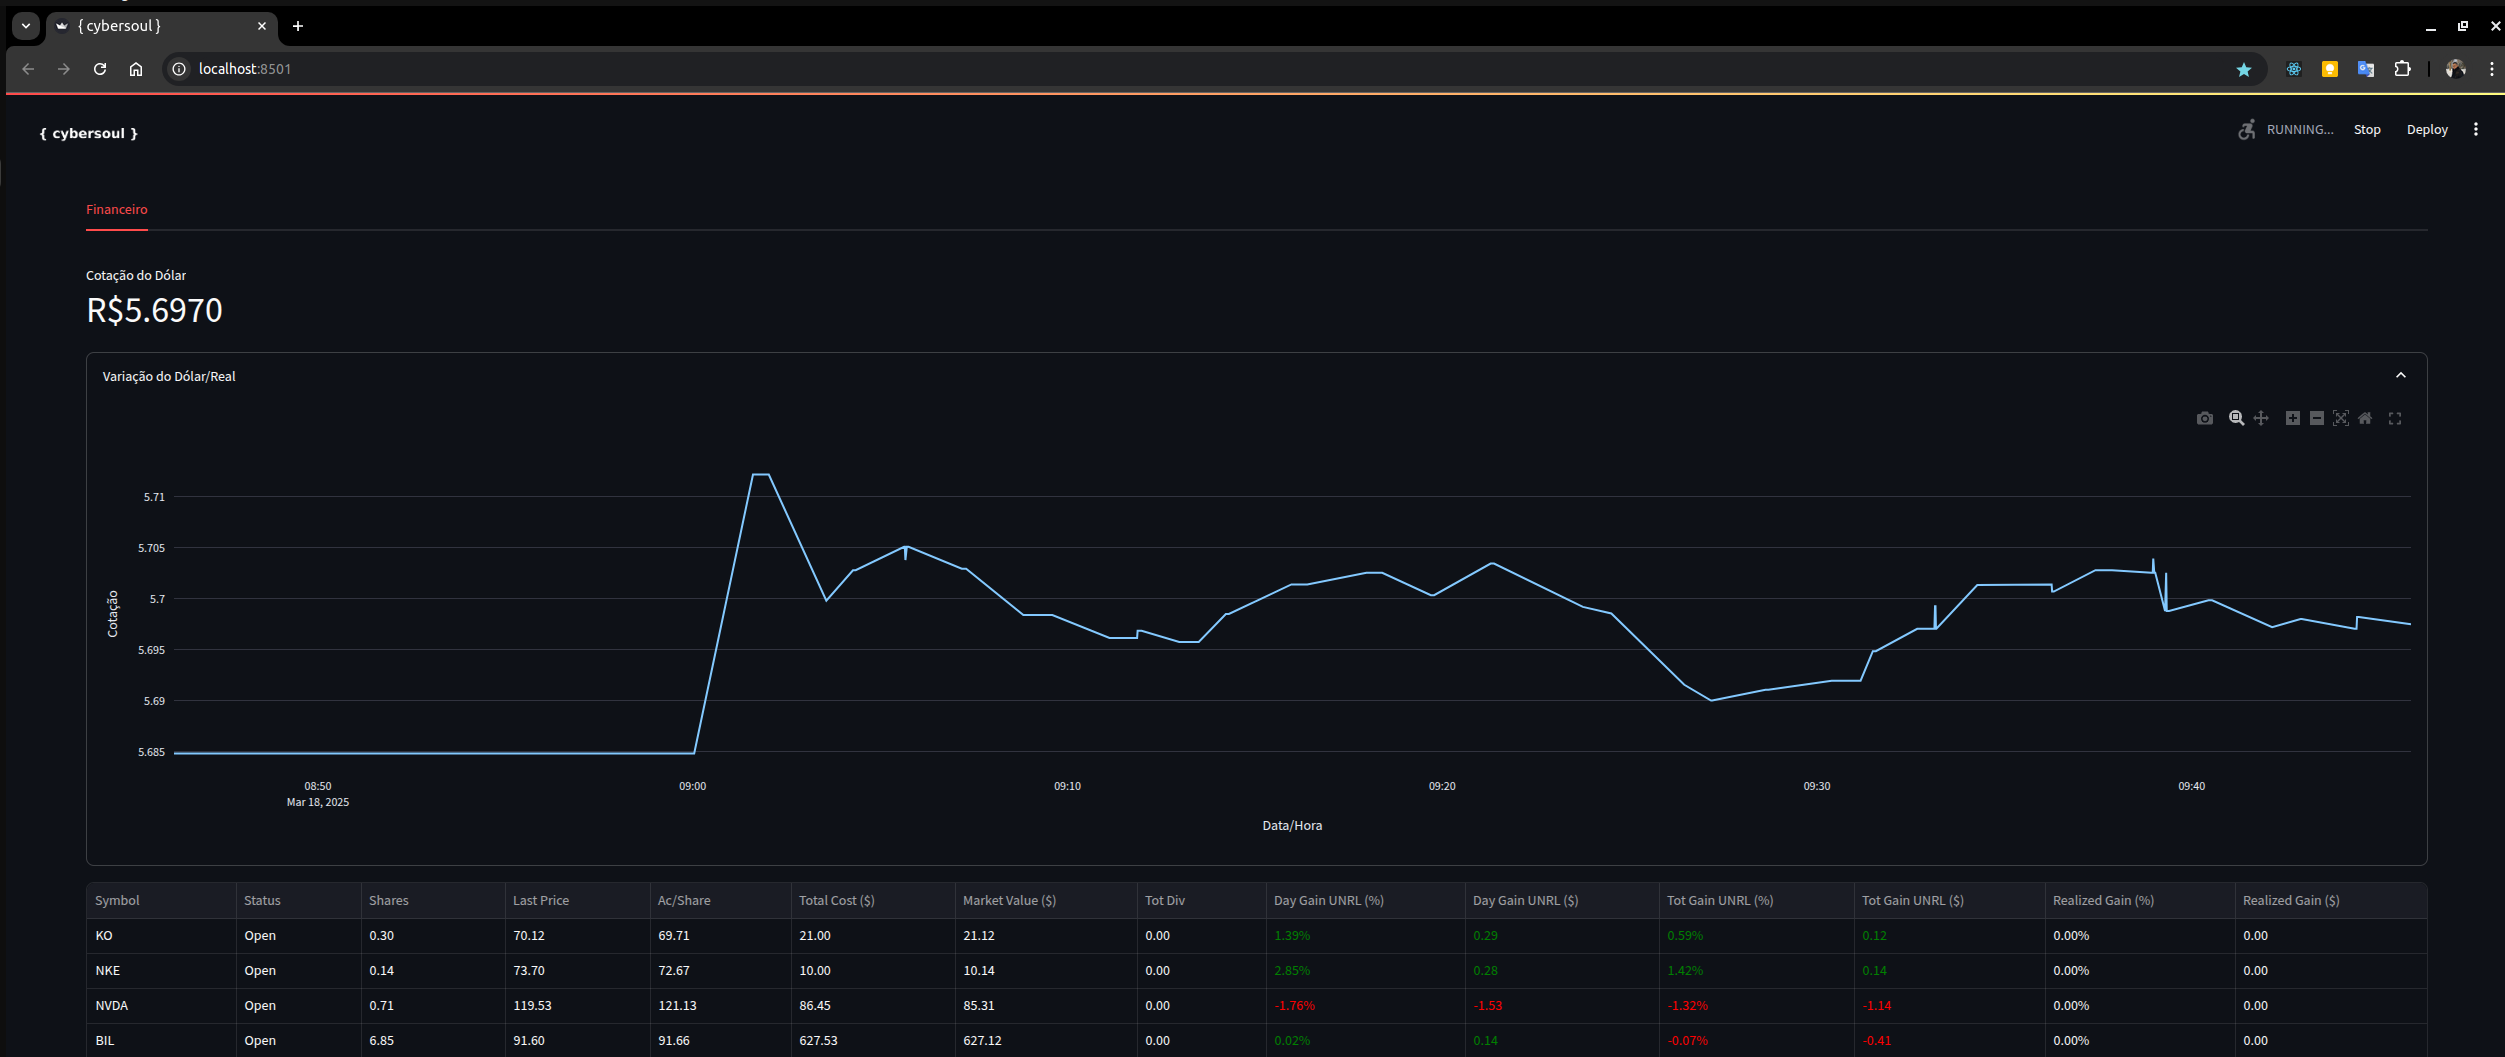 { cybersoul }
localhost:8501
{ cybersoul }
RUNNING... Stop Deploy
Financeiro
Cotação do Dólar
R$5.6970
Variação do Dólar/Real
5.71
5.705
5.7
5.695
5.69
5.685
Cotação
08:50 09:00 09:10 09:20 09:30 09:40
Mar 18, 2025
Data/Hora
Symbol Status Shares Last Price Ac/Share Total Cost ($) Market Value ($) Tot Div Day Gain UNRL (%) Day Gain UNRL ($) Tot Gain UNRL (%) Tot Gain UNRL ($) Realized Gain (%) Realized Gain ($)
KO Open 0.30 70.12 69.71 21.00 21.12 0.00 1.39% 0.29 0.59% 0.12 0.00% 0.00
NKE Open 0.14 73.70 72.67 10.00 10.14 0.00 2.85% 0.28 1.42% 0.14 0.00% 0.00
NVDA Open 0.71 119.53 121.13 86.45 85.31 0.00 -1.76% -1.53 -1.32% -1.14 0.00% 0.00
BIL Open 6.85 91.60 91.66 627.53 627.12 0.00 0.02% 0.14 -0.07% -0.41 0.00% 0.00